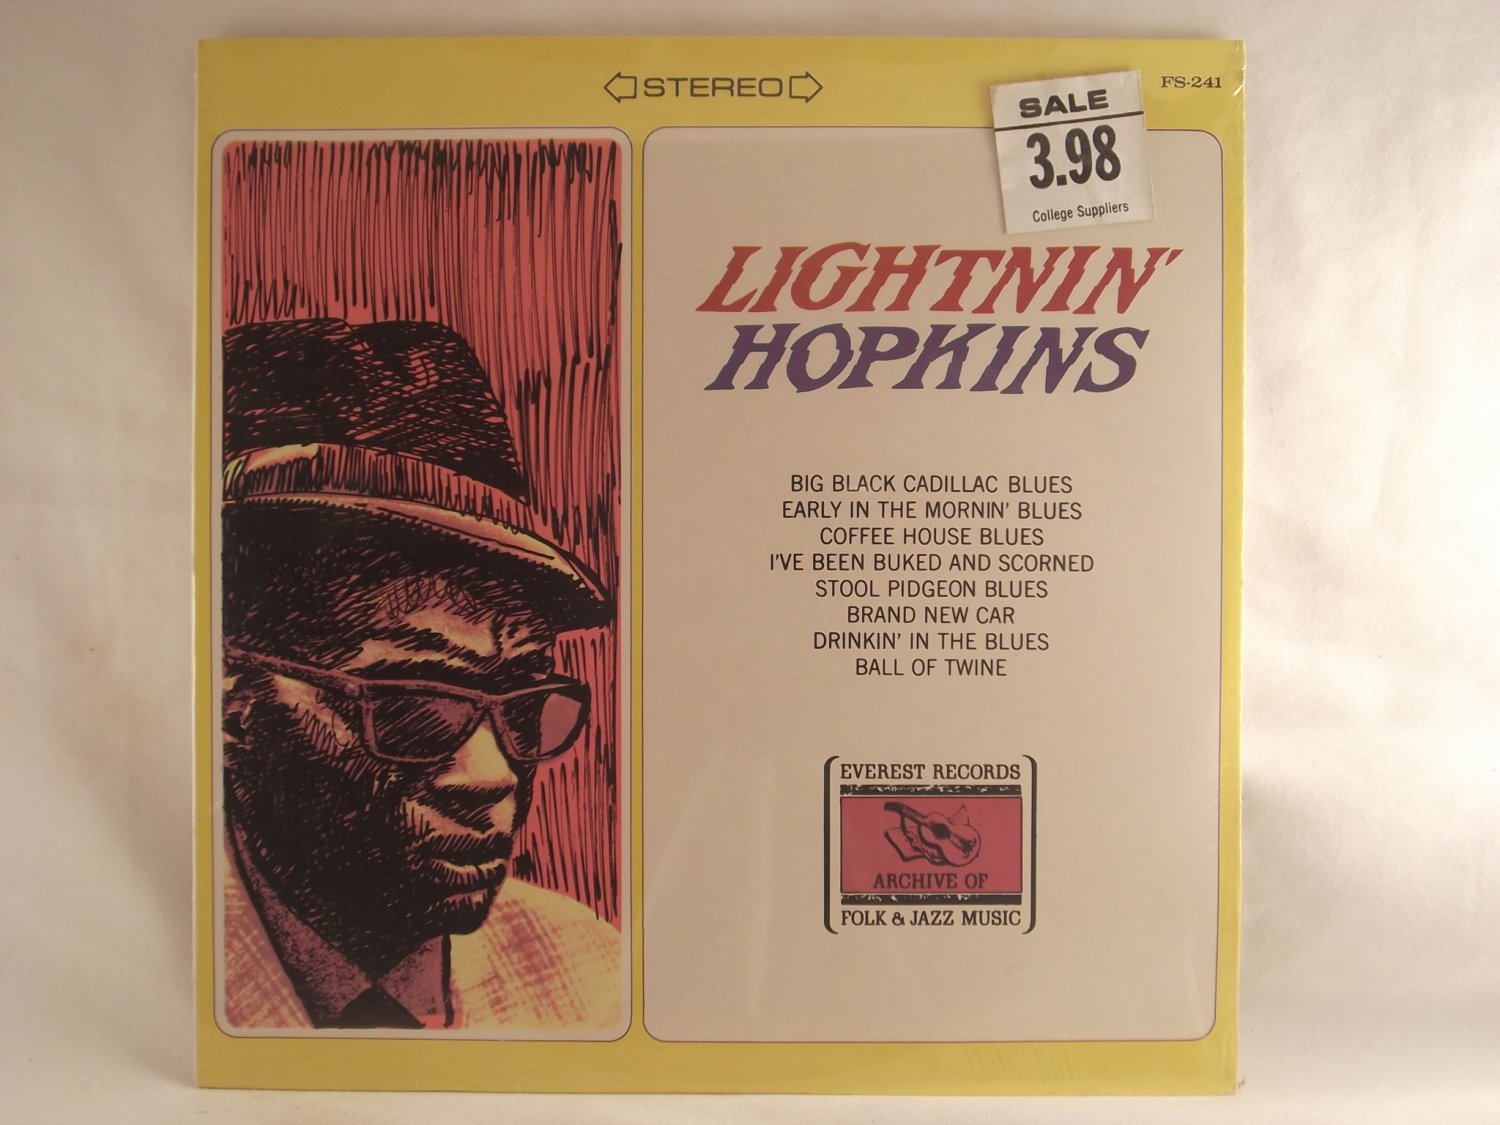 STEREO
FS-241
SALE
3.98
College Suppliers
LIGHTNIN'
HOPKINS
BIG BLACK CADILLAC BLUES
EARLY IN THE MORNIN' BLUES
COFFEE HOUSE BLUES
I'VE BEEN BUKED AND SCORNED
STOOL PIDGEON BLUES
BRAND NEW CAR
DRINKIN' IN THE BLUES
BALL OF TWINE
EVEREST RECORDS
ARCHIVE OF
FOLK & JAZZ MUSIC